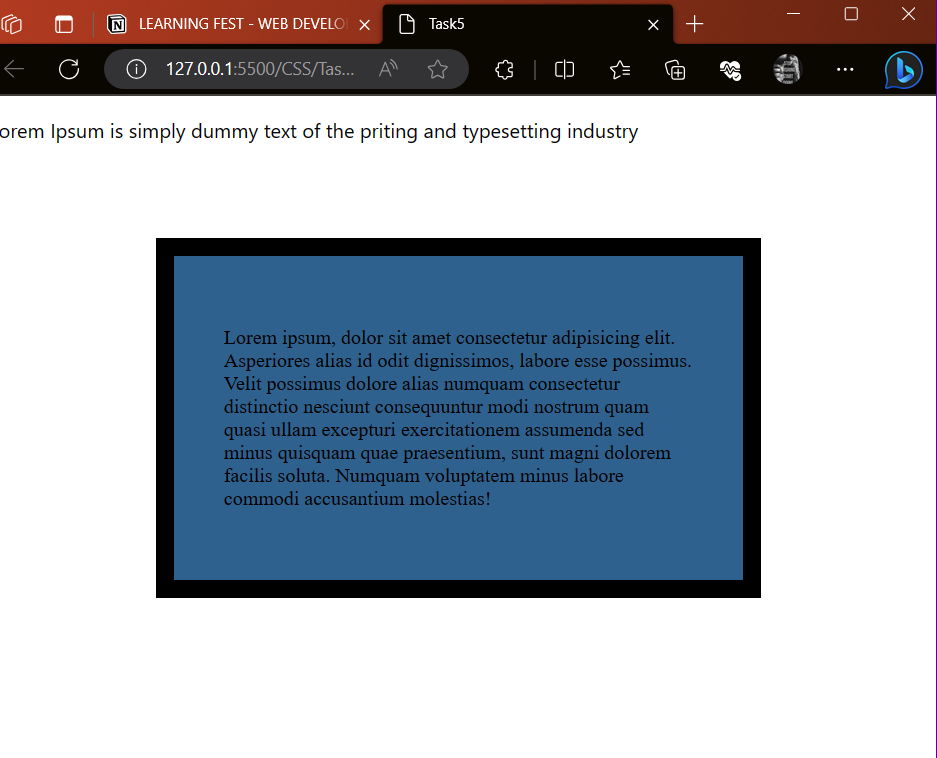 LEARNING FEST - WEB DEVELO
Task5
127.0.0.1:5500/CSS/Tas...
orem Ipsum is simply dummy text of the priting and typesetting industry
Lorem ipsum, dolor sit amet consectetur adipisicing elit.
Asperiores alias id odit dignissimos, labore esse possimus.
Velit possimus dolore alias numquam consectetur
distinctio nesciunt consequuntur modi nostrum quam
quasi ullam excepturi exercitationem assumenda sed
minus quisquam quae praesentium, sunt magni dolorem
facilis soluta. Numquam voluptatem minus labore
commodi accusantium molestias!